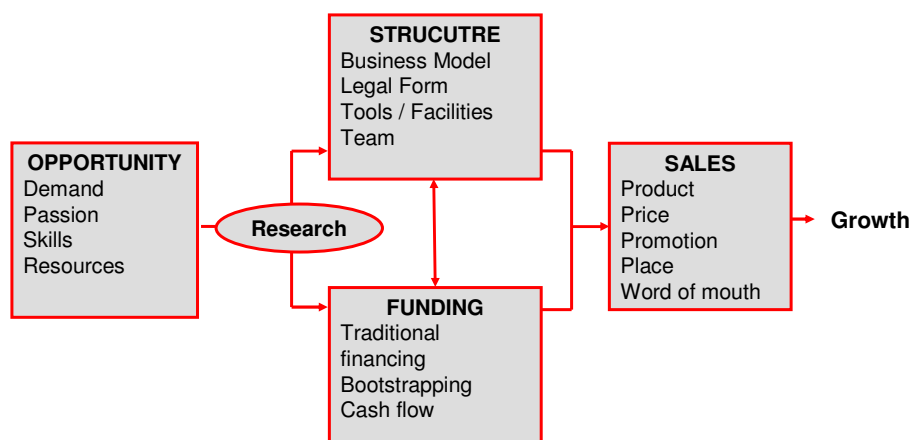 OPPORTUNITY
Demand
Passion
Skills
Resources
Research
STRUCUTRE
Business Model
Legal Form
Tools / Facilities
Team
FUNDING
Traditional
financing
Bootstrapping
Cash flow
SALES
Product
Price
Promotion
Place
Word of mouth
Growth